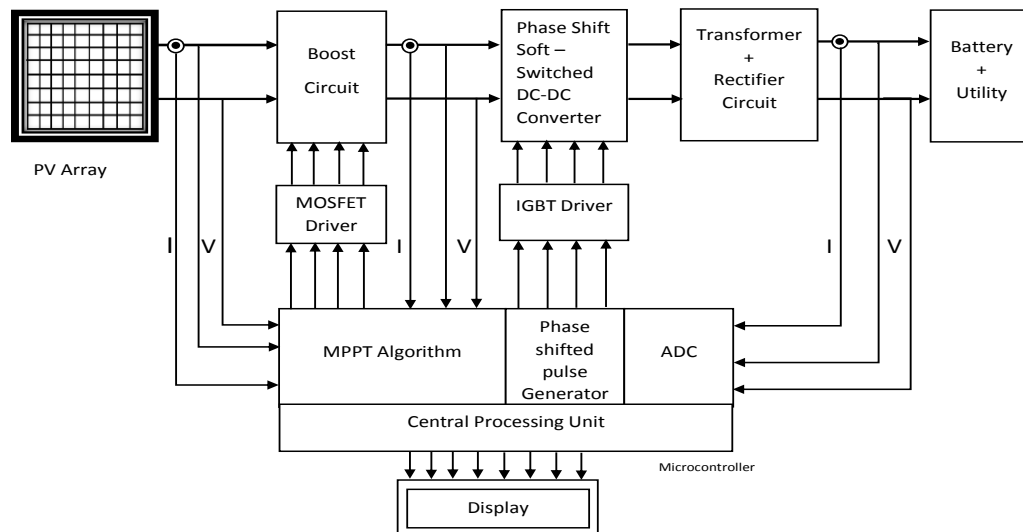 PV Array
Boost
Circuit
Phase Shift
Soft –
Switched
DC-DC
Converter
Transformer
+
Rectifier
Circuit
Battery
+
Utility
MOSFET
Driver
IGBT Driver
I
V
I
V
I
V
MPPT Algorithm
Phase
shifted
pulse
Generator
ADC
Central Processing Unit
Microcontroller
Display